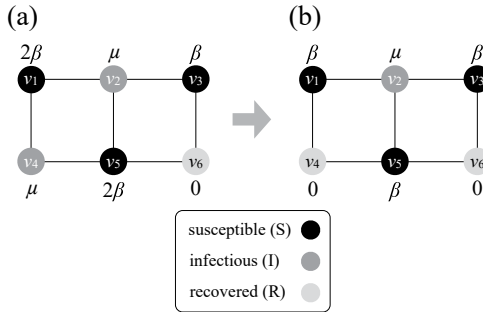 (a)
(b)
2β μ β
β μ β
v1 v2 v3
v1 v2 v3
v4 v5 v6
v4 v5 v6
μ 2β 0
0 β 0
susceptible (S)
infectious (I)
recovered (R)